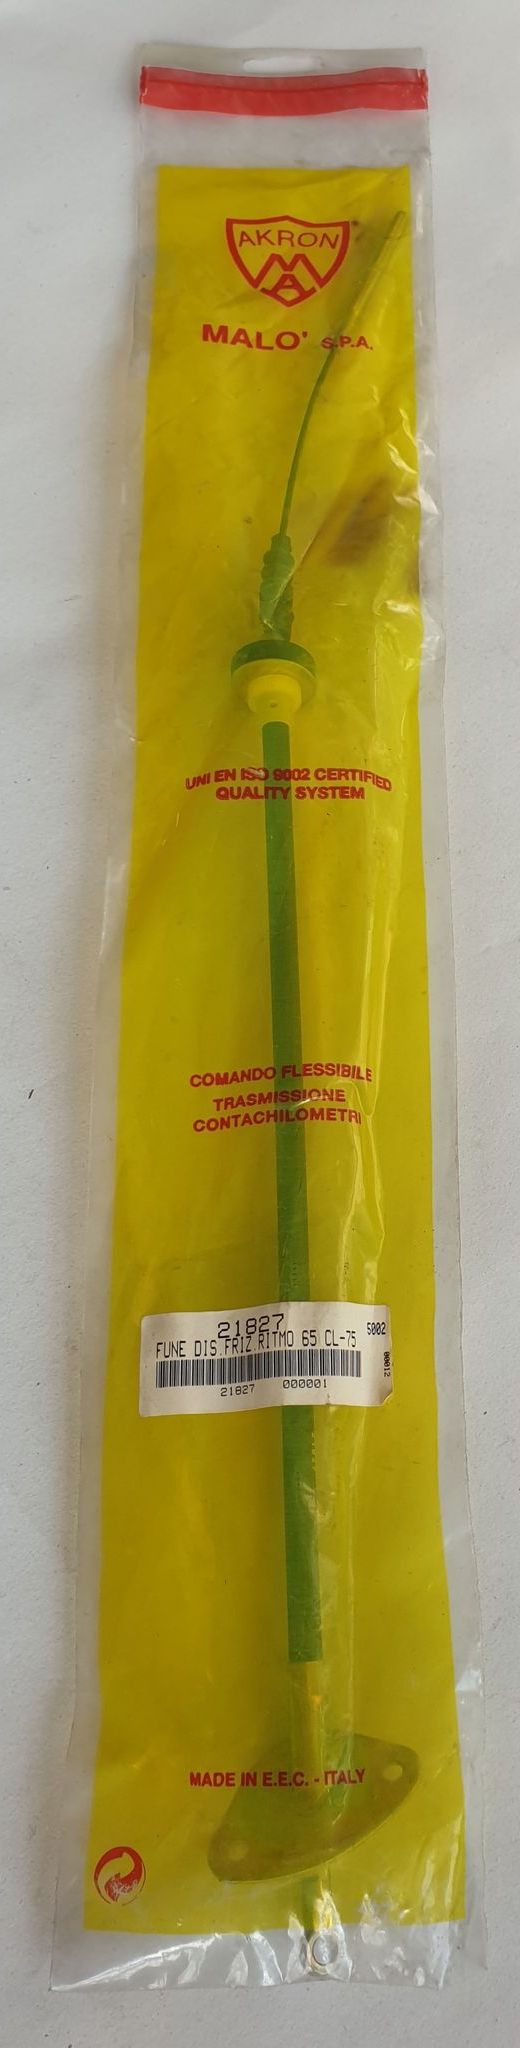 AKRON
MA
MALO' S.P.A.
UNI EN ISO 9002 CERTIFIED
QUALITY SYSTEM
COMANDO FLESSIBILE
TRASMISSIONE
CONTACHILOMETRI
21827
5002
FUNE DIS.FRIZ.RITMO 65 CL-75
00012
21827 000001
MADE IN E.E.C. - ITALY